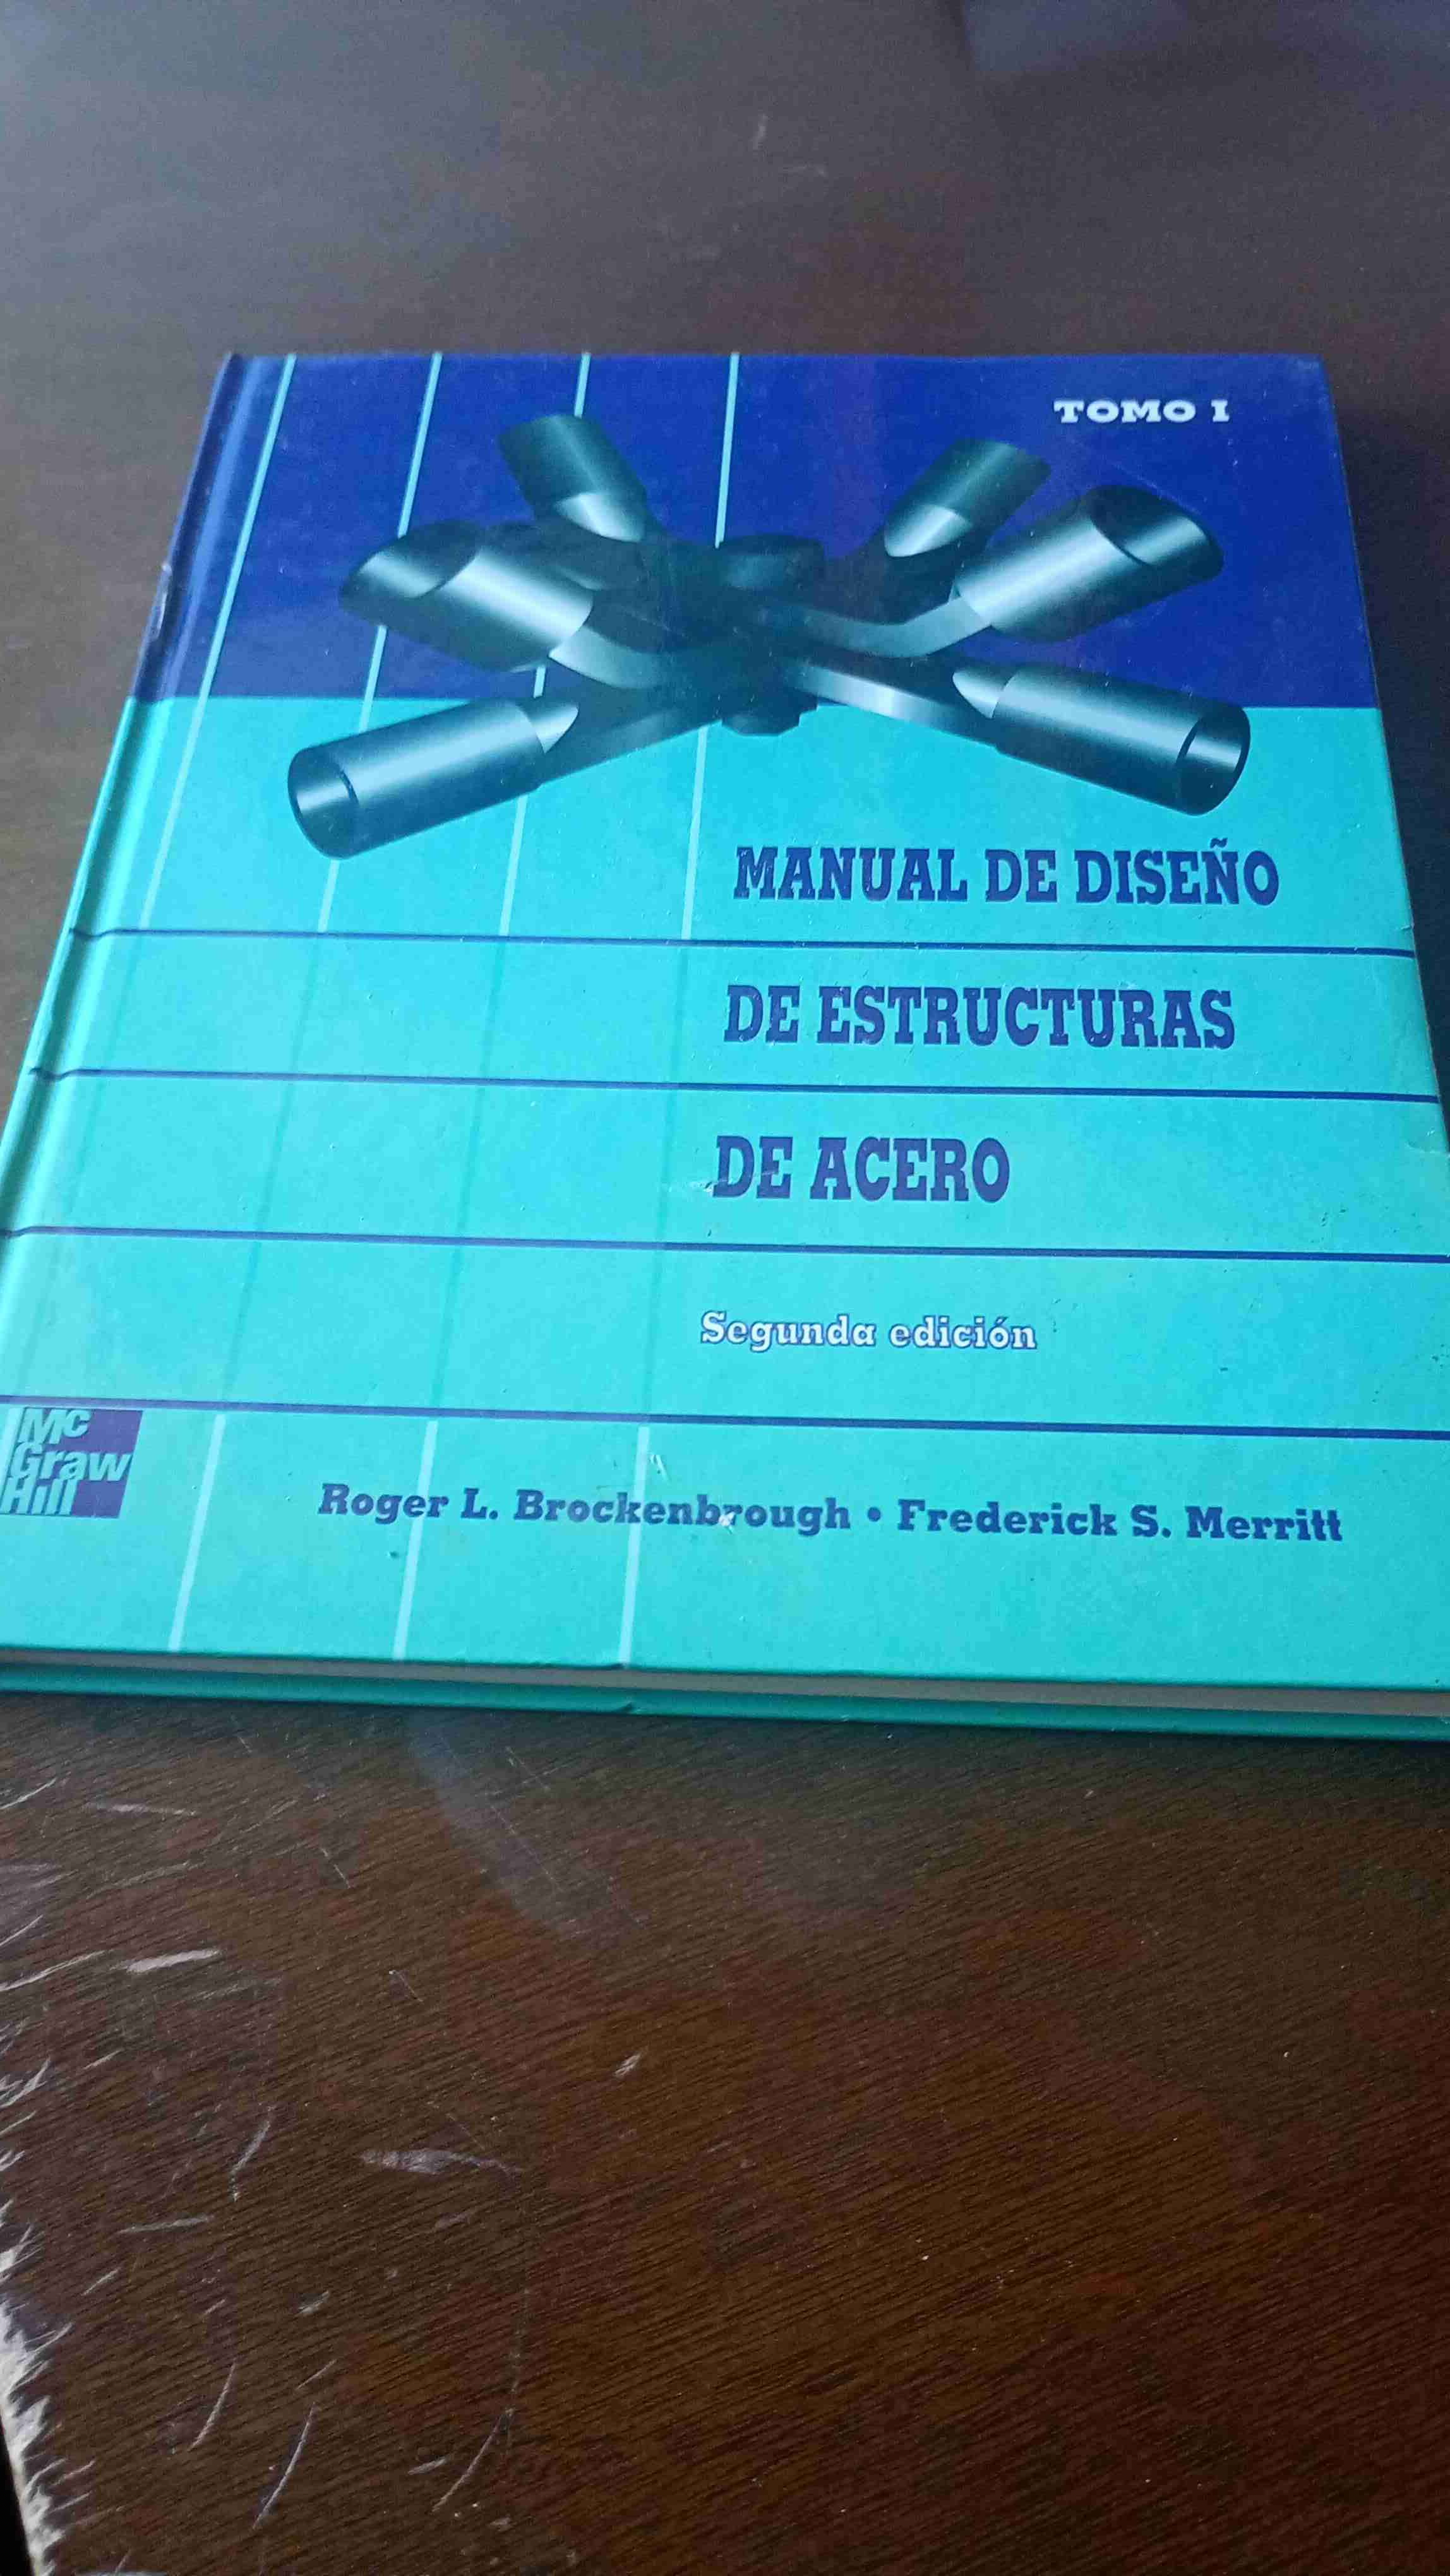 TOMO I
MANUAL DE DISEÑO
DE ESTRUCTURAS
DE ACERO
Segunda edición
Mc
Graw
Hill
Roger L. Brockenbrough • Frederick S. Merritt